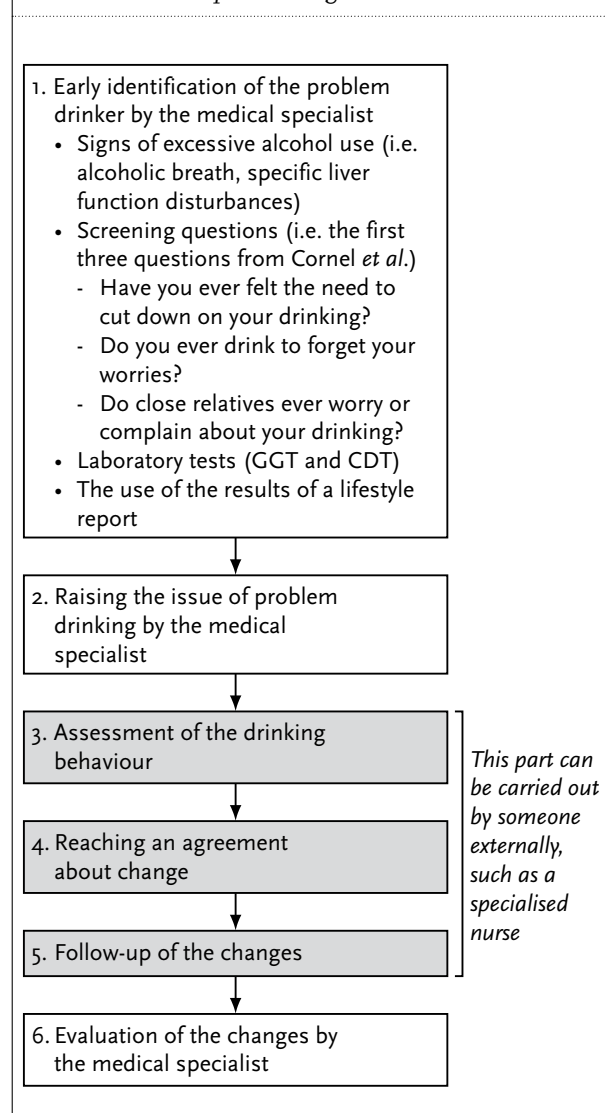 1. Early identification of the problem
drinker by the medical specialist
• Signs of excessive alcohol use (i.e.
alcoholic breath, specific liver
function disturbances)
• Screening questions (i.e. the first
three questions from Cornel et al.)
- Have you ever felt the need to
cut down on your drinking?
- Do you ever drink to forget your
worries?
- Do close relatives ever worry or
complain about your drinking?
• Laboratory tests (GGT and CDT)
• The use of the results of a lifestyle
report
2. Raising the issue of problem
drinking by the medical
specialist
3. Assessment of the drinking
behaviour
4. Reaching an agreement
about change
5. Follow-up of the changes
This part can
be carried out
by someone
externally,
such as a
specialised
nurse
6. Evaluation of the changes by
the medical specialist